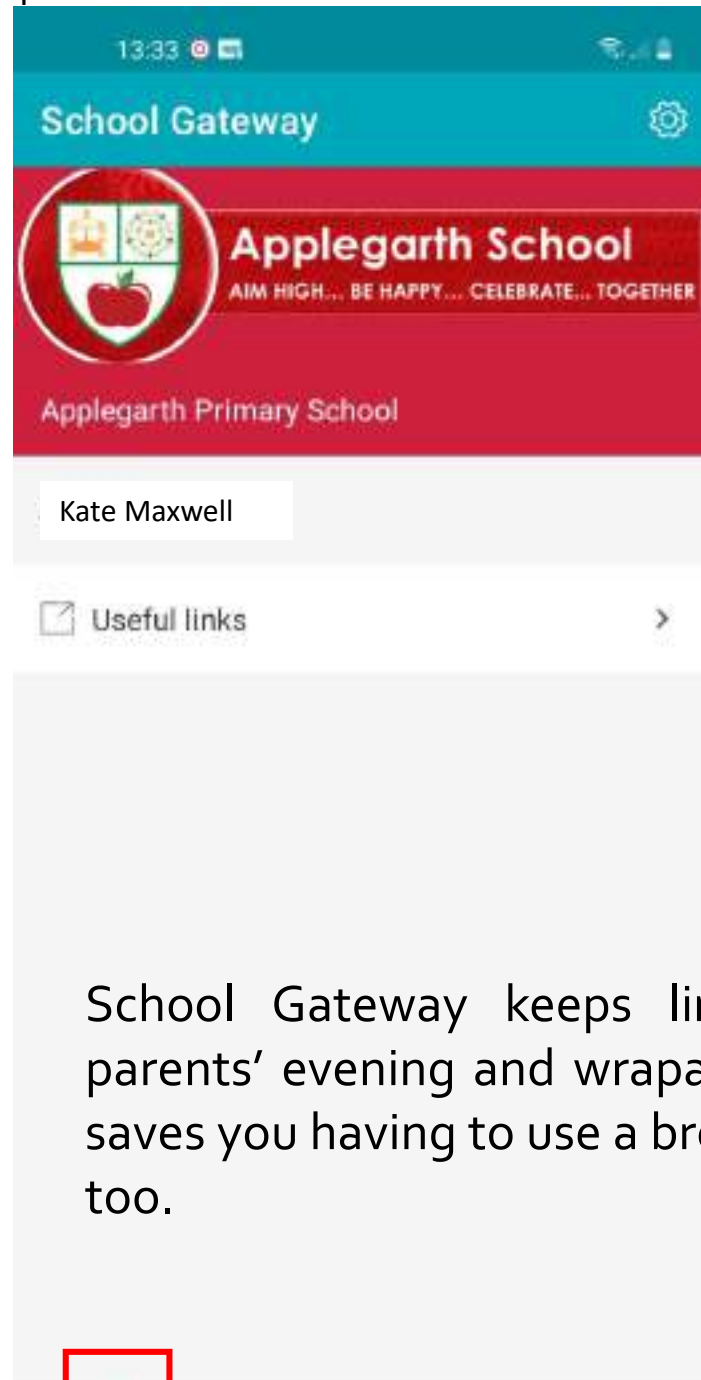 13:33
School Gateway
Applegarth School
AIM HIGH... BE HAPPY... CELEBRATE... TOGETHER
Applegarth Primary School
Kate Maxwell
Useful links
School Gateway keeps
parents’ evening and
saves you having to use a
too.